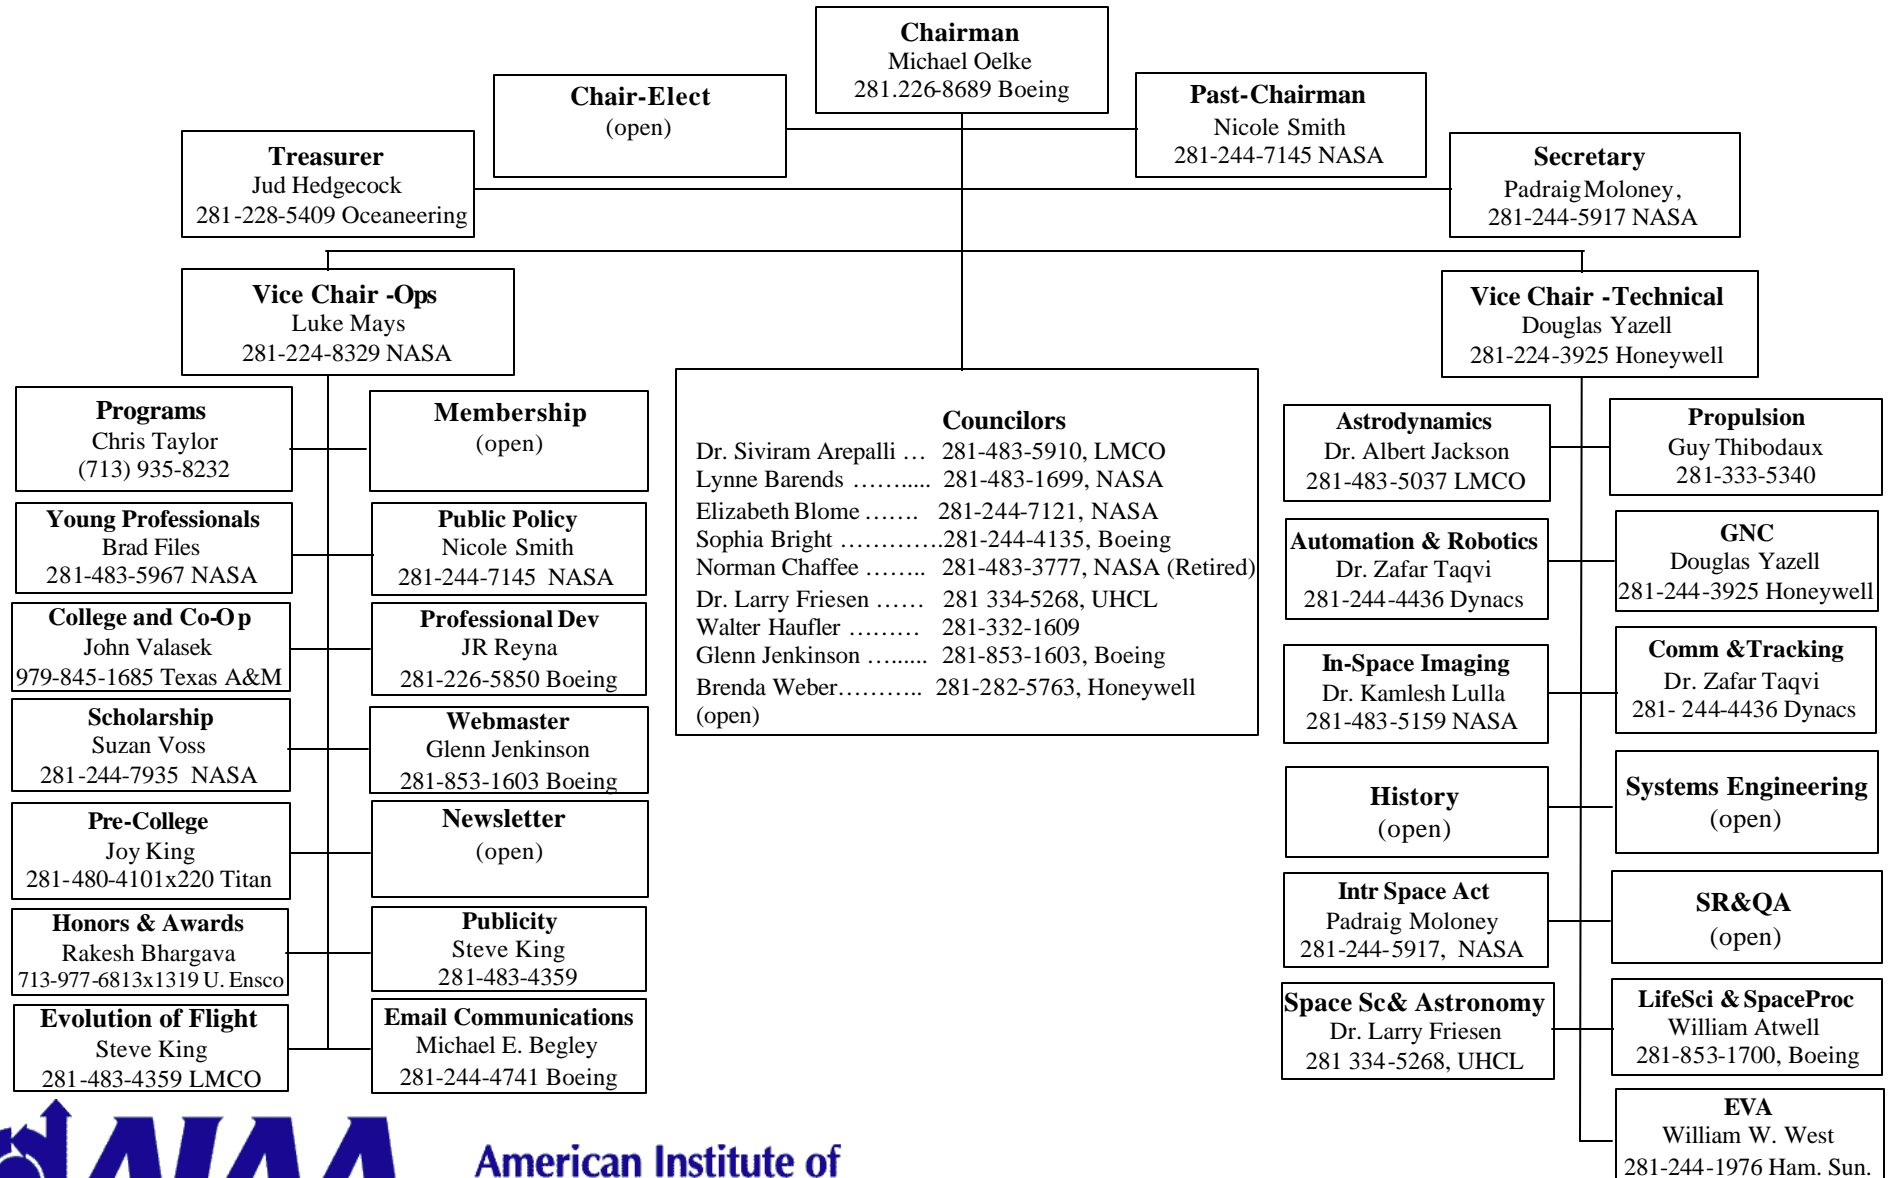 Chairman
Michael Oelke
281.226-8689 Boeing
Chair-Elect
(open)
Past-Chairman
Nicole Smith
281-244-7145 NASA
Treasurer
Jud Hedgecock
281-228-5409 Oceaneering
Secretary
Padraig Moloney,
281-244-5917 NASA
Vice Chair -Ops
Luke Mays
281-224-8329 NASA
Vice Chair -Technical
Douglas Yazell
281-224-3925 Honeywell
Programs
Chris Taylor
(713) 935-8232
Membership
(open)
Young Professionals
Brad Files
281-483-5967 NASA
Public Policy
Nicole Smith
281-244-7145 NASA
College and Co-Op
John Valasek
979-845-1685 Texas A&M
Professional Dev
JR Reyna
281-226-5850 Boeing
Scholarship
Suzan Voss
281-244-7935 NASA
Webmaster
Glenn Jenkinson
281-853-1603 Boeing
Pre-College
Joy King
281-480-4101x220 Titan
Newsletter
(open)
Honors & Awards
Rakesh Bhargava
713-977-6813x1319 U. Ensco
Publicity
Steve King
281-483-4359
Evolution of Flight
Steve King
281-483-4359 LMCO
Email Communications
Michael E. Begley
281-244-4741 Boeing
Councilors
Dr. Siviram Arepalli … 281-483-5910, LMCO
Lynne Barends ……..... 281-483-1699, NASA
Elizabeth Blome ……. 281-244-7121, NASA
Sophia Bright ………….281-244-4135, Boeing
Norman Chaffee …….. 281-483-3777, NASA (Retired)
Dr. Larry Friesen …… 281 334-5268, UHCL
Walter Haufler ……… 281-332-1609
Glenn Jenkinson …...... 281-853-1603, Boeing
Brenda Weber……….. 281-282-5763, Honeywell
(open)
Astrodynamics
Dr. Albert Jackson
281-483-5037 LMCO
Propulsion
Guy Thibodaux
281-333-5340
Automation & Robotics
Dr. Zafar Taqvi
281-244-4436 Dynacs
GNC
Douglas Yazell
281-244-3925 Honeywell
In-Space Imaging
Dr. Kamlesh Lulla
281-483-5159 NASA
Comm &Tracking
Dr. Zafar Taqvi
281- 244-4436 Dynacs
History
(open)
Systems Engineering
(open)
Intr Space Act
Padraig Moloney
281-244-5917, NASA
SR&QA
(open)
Space Sc& Astronomy
Dr. Larry Friesen
281 334-5268, UHCL
LifeSci & SpaceProc
William Atwell
281-853-1700, Boeing
EVA
William W. West
281-244-1976 Ham. Sun.
AIAA
American Institute of